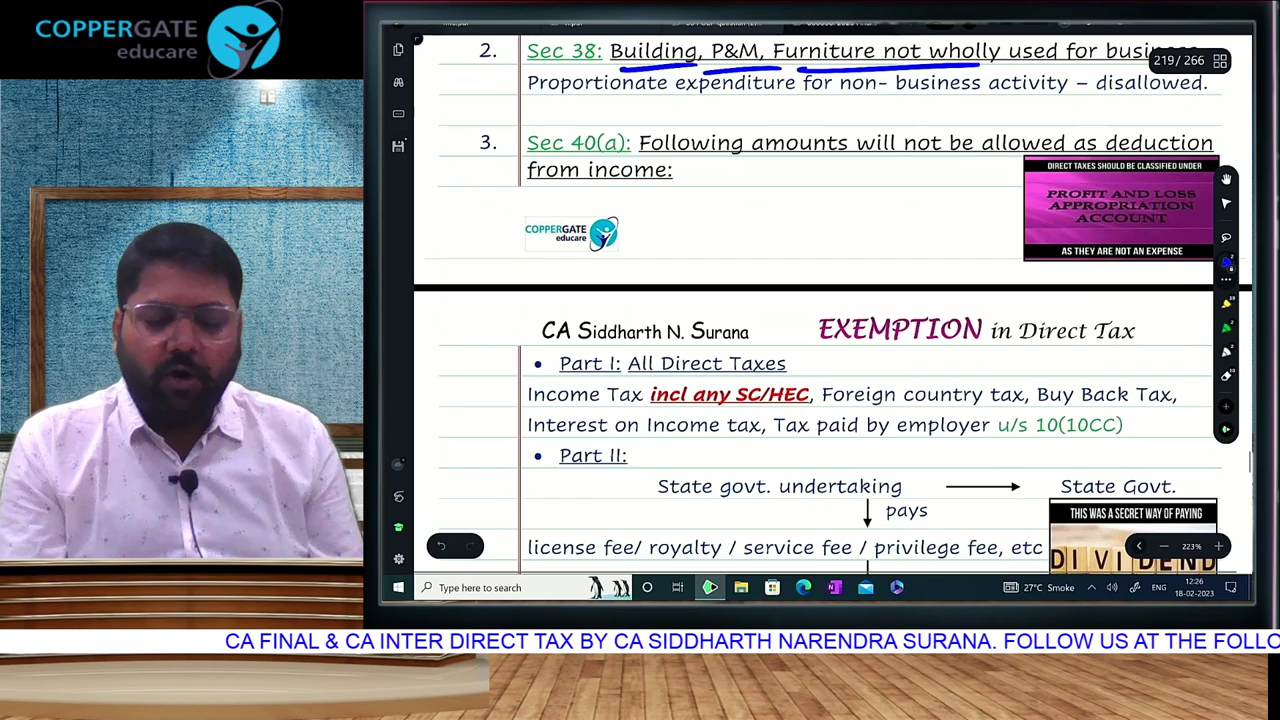 COPPERGATE
educare
2. Sec 38: Building, P&M, Furniture not wholly used for
219 / 266
Proportionate expenditure for non- business activity – disallowed.
3. Sec 40(a): Following amounts will not be allowed as deduction
from income:
DIRECT TAXES SHOULD BE CLASSIFIED UNDER
PROFIT AND LOSS
APPROPRIATION
ACCOUNT
AS THEY ARE NOT AN EXPENSE
COPPERGATE
educare
CA Siddharth N. Surana EXEMPTION in Direct Tax
• Part I: All Direct Taxes
Income Tax incl any SC/HEC, Foreign country tax, Buy Back Tax,
Interest on Income tax, Tax paid by employer u/s 10(10CC)
• Part II:
State govt. undertaking State Govt.
pays
THIS WAS A SECRET WAY OF PAYING
license fee/ royalty / service fee / privilege fee, etc
DIVIDEND
223%
Type here to search
27°C Smoke
ENG
12:26
18-02-2023
CA FINAL & CA INTER DIRECT TAX BY CA SIDDHARTH NARENDRA SURANA. FOLLOW US AT THE FOLLO